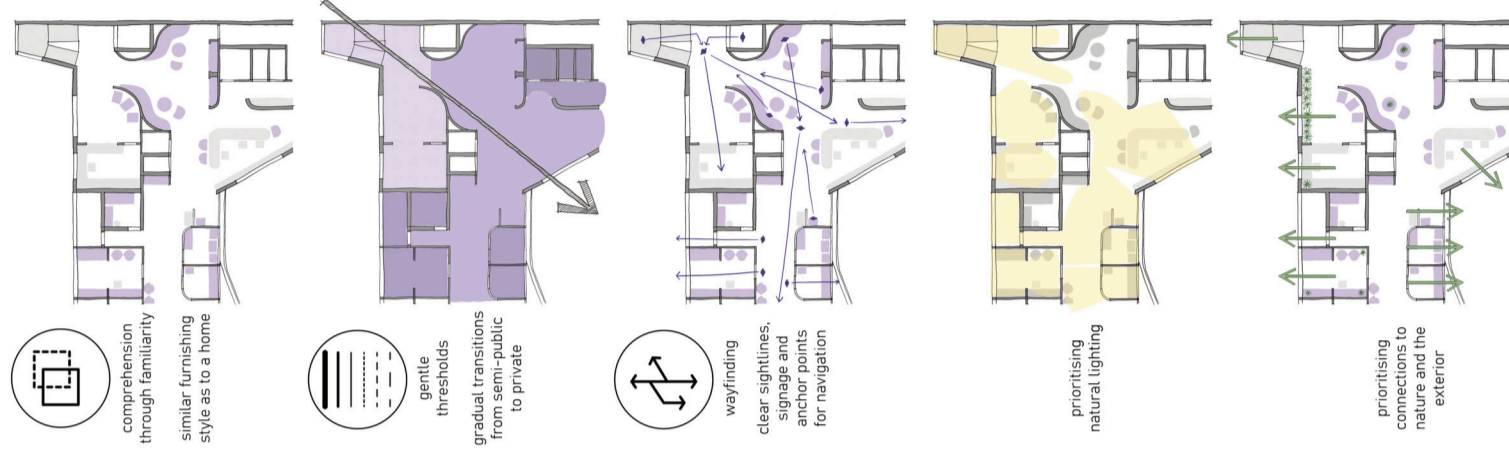 comprehension
through familiarity
similar furnishing
style as to a home
gentle
thresholds
gradual transitions
from semi-public
to private
wayfinding
clear sightlines,
signage and
anchor points
for navigation
prioritising
natural lighting
prioritising
connections to
nature and the
exterior